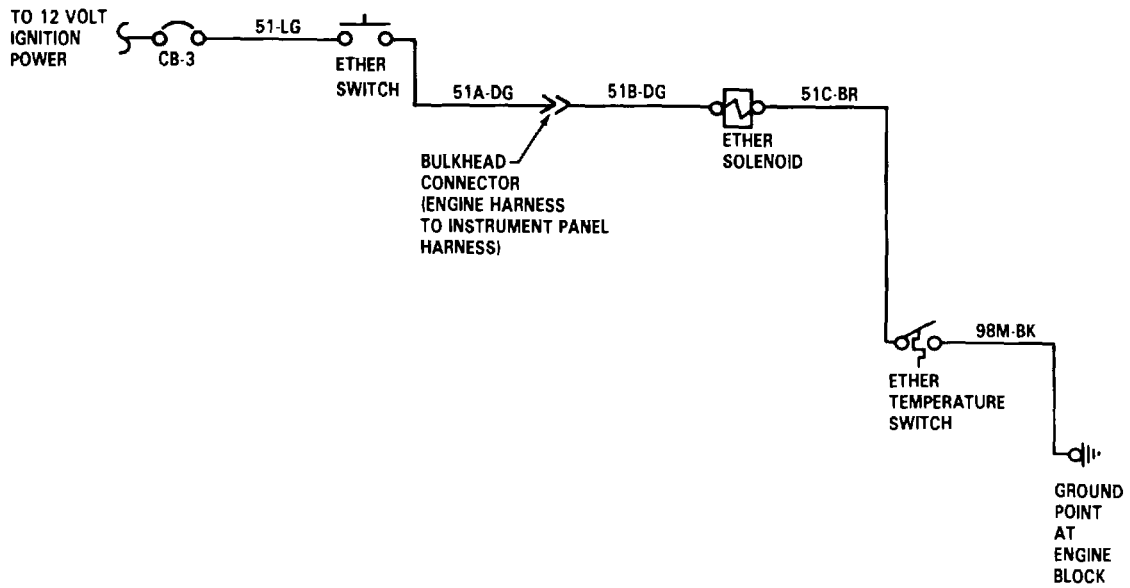 TO 12 VOLT
IGNITION
POWER
CB-3
51-LG
ETHER
SWITCH
51A-DG
BULKHEAD
CONNECTOR
(ENGINE HARNESS
TO INSTRUMENT PANEL
HARNESS)
51B-DG
ETHER
SOLENOID
51C-BR
ETHER
TEMPERATURE
SWITCH
98M-BK
GROUND
POINT
AT
ENGINE
BLOCK